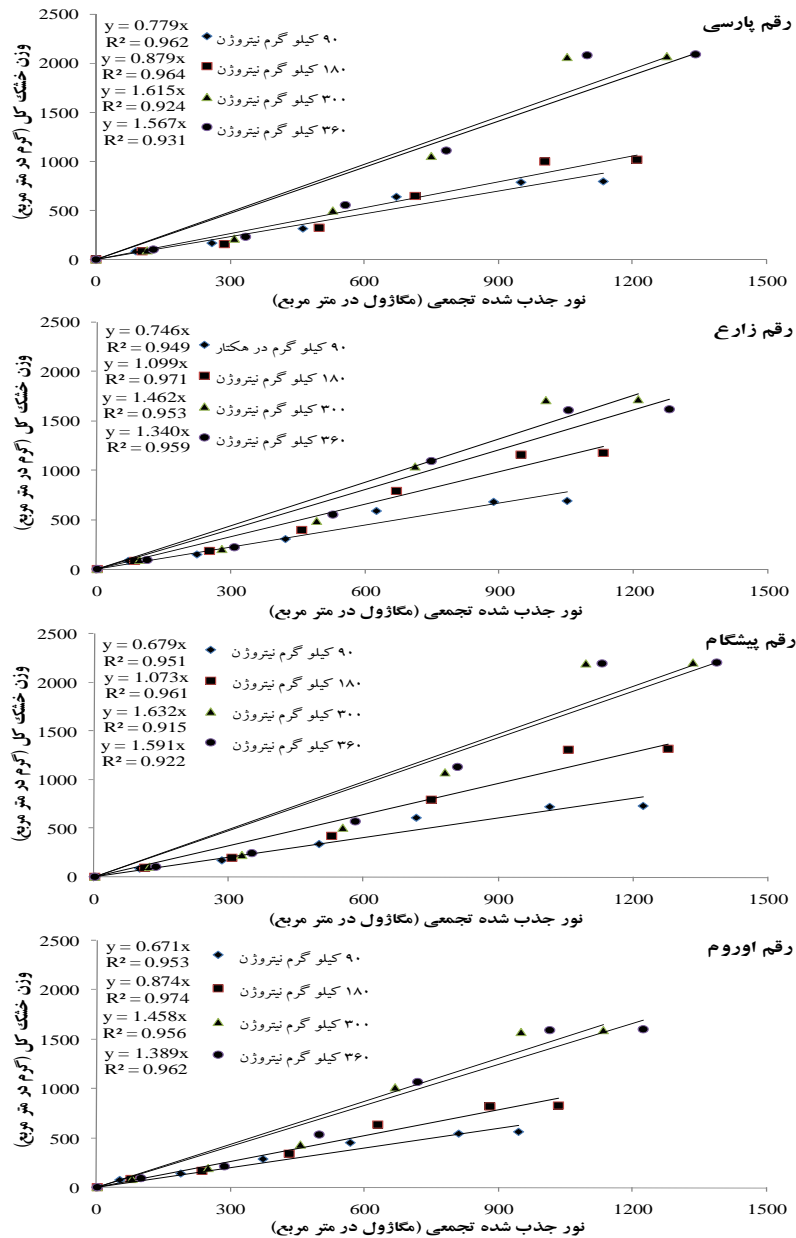 رقم پارسی
y = 0.779x
R² = 0.962
y = 0.879x
R² = 0.964
y = 1.615x
R² = 0.924
y = 1.567x
R² = 0.931
۹۰ کیلو گرم نیتروژن
۱۸۰ کیلو گرم نیتروژن
۳۰۰ کیلو گرم نیتروژن
۳۶۰ کیلو گرم نیتروژن
وزن خشک کل (گرم در متر مربع)
2500
2000
1500
1000
500
0
0 300 600 900 1200 1500
نور جذب شده تجمعی (مگاژول در متر مربع)
رقم زارع
y = 0.746x
R² = 0.949
y = 1.099x
R² = 0.971
y = 1.462x
R² = 0.953
y = 1.340x
R² = 0.959
۹۰ کیلو گرم در هکتار
۱۸۰ کیلو گرم نیتروژن
۳۰۰ کیلو گرم نیتروژن
۳۶۰ کیلو گرم نیتروژن
وزن خشک کل (گرم در متر مربع)
2500
2000
1500
1000
500
0
0 300 600 900 1200 1500
نور جذب شده تجمعی (مگاژول در متر مربع)
رقم پیشگام
y = 0.679x
R² = 0.951
y = 1.073x
R² = 0.961
y = 1.632x
R² = 0.915
y = 1.591x
R² = 0.922
۹۰ کیلو گرم نیتروژن
۱۸۰ کیلو گرم نیتروژن
۳۰۰ کیلو گرم نیتروژن
۳۶۰ کیلو گرم نیتروژن
وزن خشک کل (گرم در متر مربع)
2500
2000
1500
1000
500
0
0 300 600 900 1200 1500
نور جذب شده تجمعی (مگاژول در متر مربع)
رقم اوروم
y = 0.671x
R² = 0.953
y = 0.874x
R² = 0.974
y = 1.458x
R² = 0.956
y = 1.389x
R² = 0.962
۹۰ کیلو گرم نیتروژن
۱۸۰ کیلو گرم نیتروژن
۳۰۰ کیلو گرم نیتروژن
۳۶۰ کیلو گرم نیتروژن
وزن خشک کل (گرم در متر مربع)
2500
2000
1500
1000
500
0
0 300 600 900 1200 1500
نور جذب شده تجمعی (مگاژول در متر مربع)